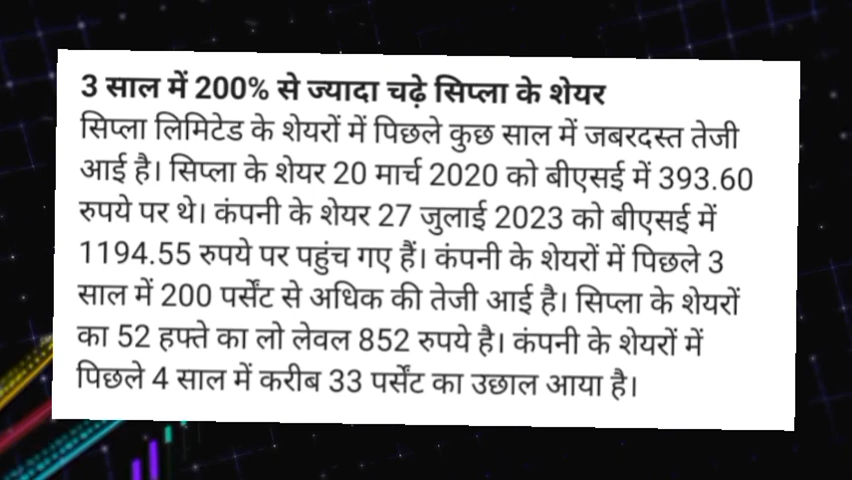 3 साल में 200% से ज्यादा चढ़े सिप्ला के शेयर
सिप्ला लिमिटेड के शेयरों में पिछले कुछ साल में जबरदस्त तेजी
आई है। सिप्ला के शेयर 20 मार्च 2020 को बीएसई में 393.60
रुपये पर थे। कंपनी के शेयर 27 जुलाई 2023 को बीएसई में
1194.55 रुपये पर पहुंच गए हैं। कंपनी के शेयरों में पिछले 3
साल में 200 पर्सेंट से अधिक की तेजी आई है। सिप्ला के शेयरों
का 52 हफ्ते का लो लेवल 852 रुपये है। कंपनी के शेयरों में
पिछले 4 साल में करीब 33 पर्सेंट का उछाल आया है।